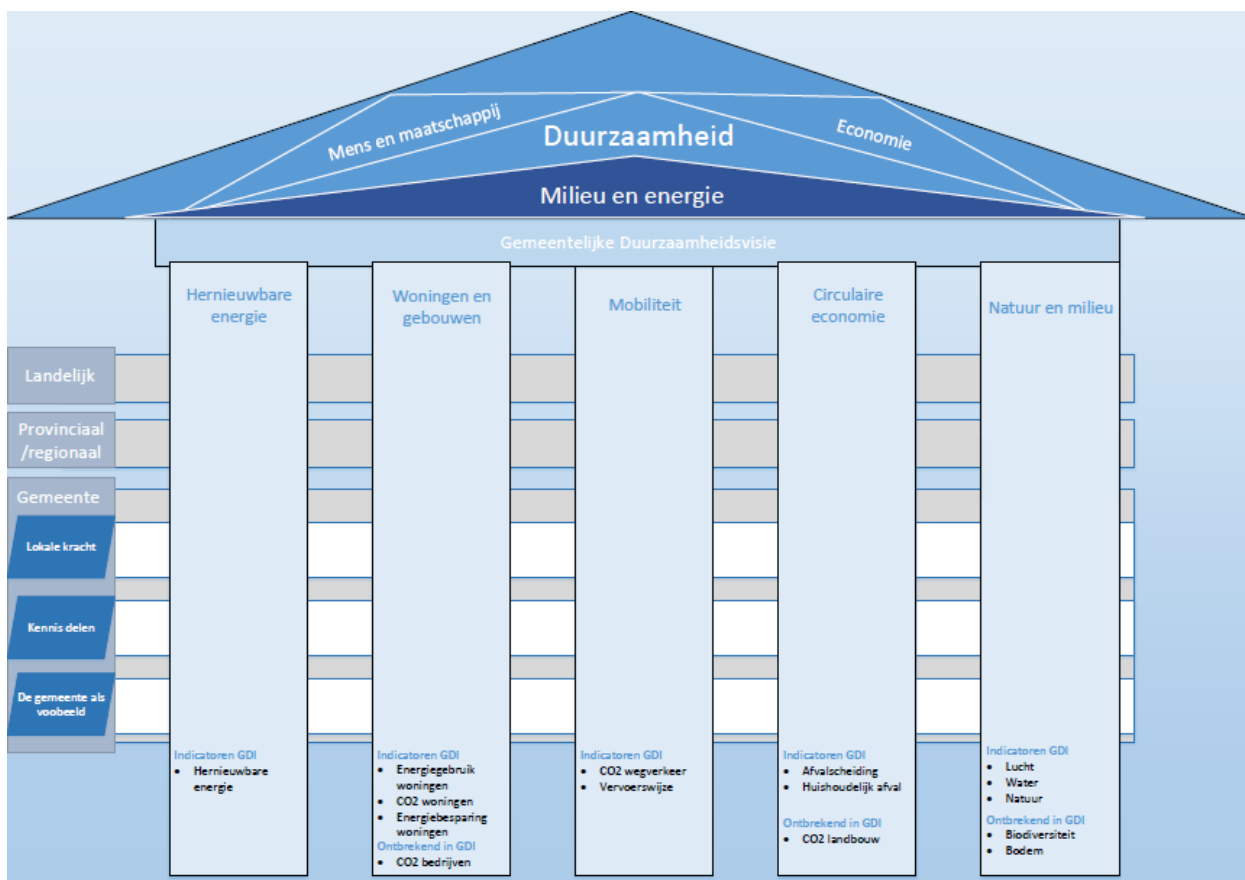 Mens en maatschappij
Duurzaamheid
Economie
Milieu en energie
Gemeentelijke Duurzaamheidsvisie
Hernieuwbare
energie
Woningen en
gebouwen
Mobiliteit
Circulaire
economie
Natuur en milieu
Landelijk
Provinciaal
/regionaal
Gemeente
Lokale kracht
Kennis delen
De gemeente als
voobeeld
Indicatoren GDI
• Hernieuwbare
energie
Indicatoren GDI
• Energiegebruik
woningen
• CO2 woningen
• Energiebesparing
woningen
Ontbrekend in GDI
• CO2 bedrijven
Indicatoren GDI
• CO2 wegverkeer
• Vervoerswijze
Indicatoren GDI
• Afvalscheiding
• Huishoudelijk afval
Ontbrekend in GDI
• CO2 landbouw
Indicatoren GDI
• Lucht
• Water
• Natuur
Ontbrekend in GDI
• Biodiversiteit
• Bodem